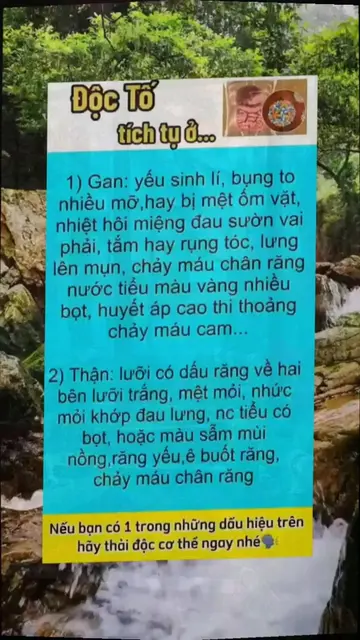 Độc Tố
tích tụ ở...
1) Gan: yếu sinh lí, bụng to
nhiều mỡ,hay bị mệt ốm vặt,
nhiệt hôi miệng đau sườn vai
phải, tắm hay rụng tóc, lưng
lên mụn, chảy máu chân răng
nước tiểu màu vàng nhiều
bọt, huyết áp cao thi thoảng
chảy máu cam...
2) Thận: lưỡi có dấu răng về hai
bên lưỡi trắng, mệt mỏi, nhức
mỏi khớp đau lưng, nc tiểu có
bọt, hoặc màu sẫm mùi
nồng,răng yếu,ê buốt răng,
chảy máu chân răng
Nếu bạn có 1 trong những dấu hiệu trên
hãy thải độc cơ thể ngay nhé🗣